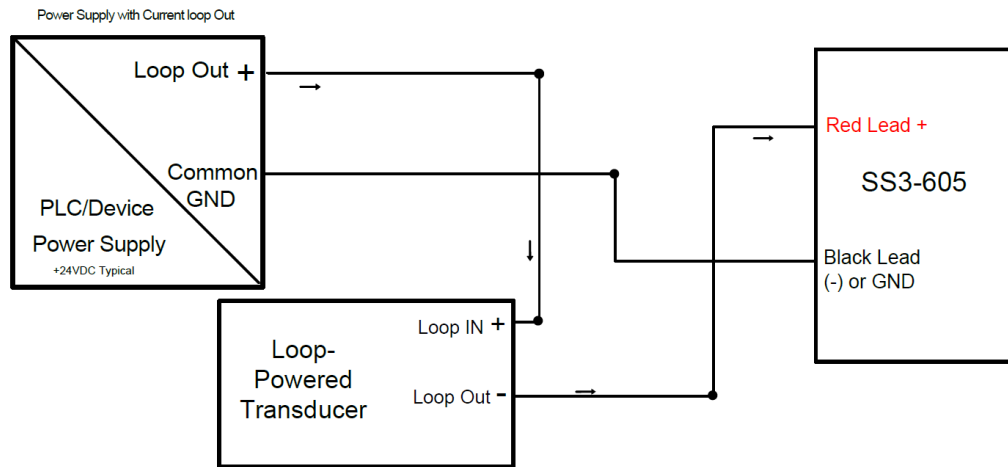 Power Supply with Current loop Out
Loop Out +
Common
GND
PLC/Device
Power Supply
+24VDC Typical
Red Lead +
SS3-605
Black Lead
(-) or GND
Loop IN +
Loop-
Powered
Transducer
Loop Out -